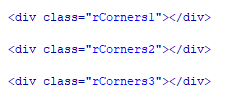 <div class="rCorners1"></div>
<div class="rCorners2"></div>
<div class="rCorners3"></div>